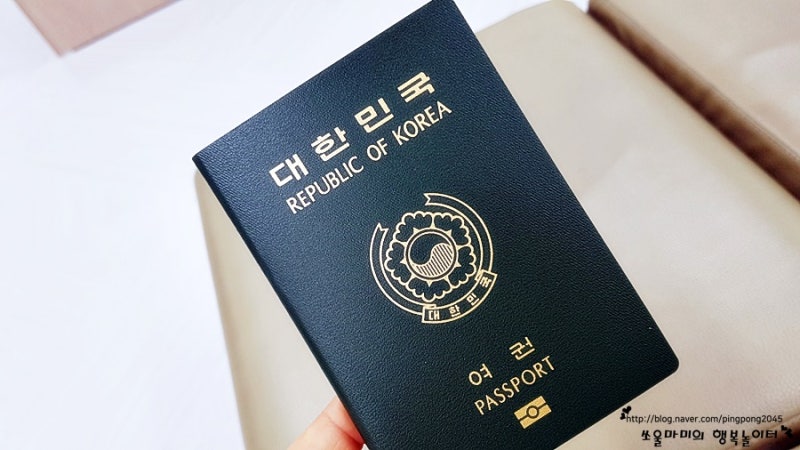 대한민국
REPUBLIC OF KOREA
대한민국
여권
PASSPORT
http://blog.naver.com/pingpong2045
쏘울마미의 행복놀이터